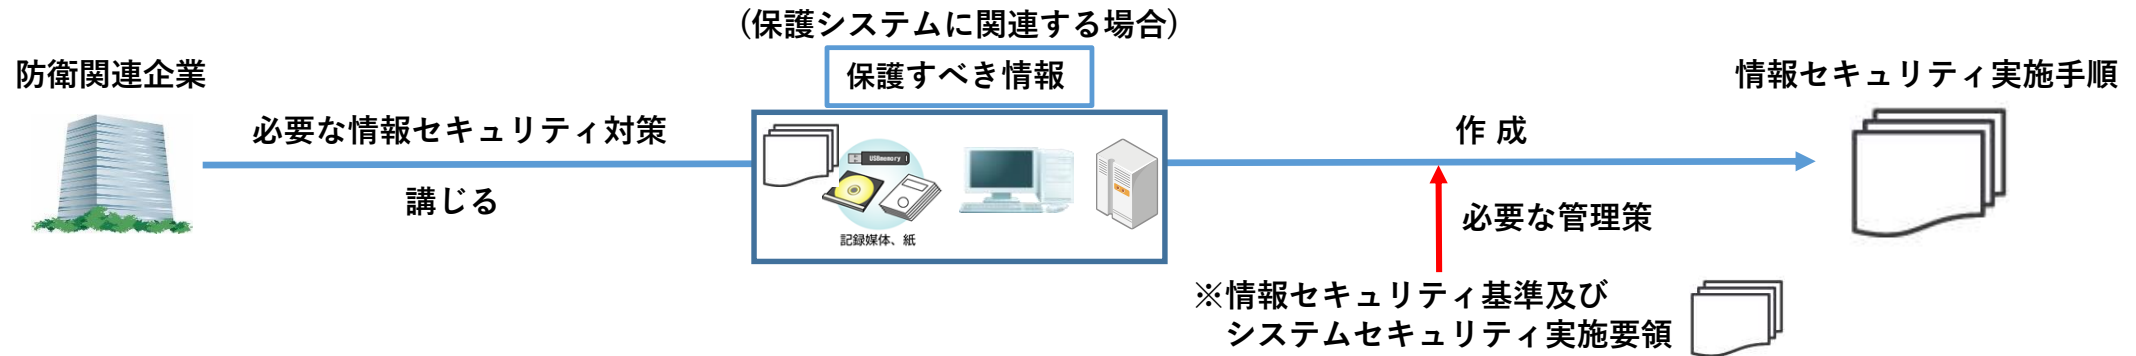 (保護システムに関連する場合)
防衛関連企業
保護すべき情報
情報セキュリティ実施手順
必要な情報セキュリティ対策
講じる
USBmemory
記録媒体、紙
作 成
必要な管理策
※情報セキュリティ基準及び
システムセキュリティ実施要領